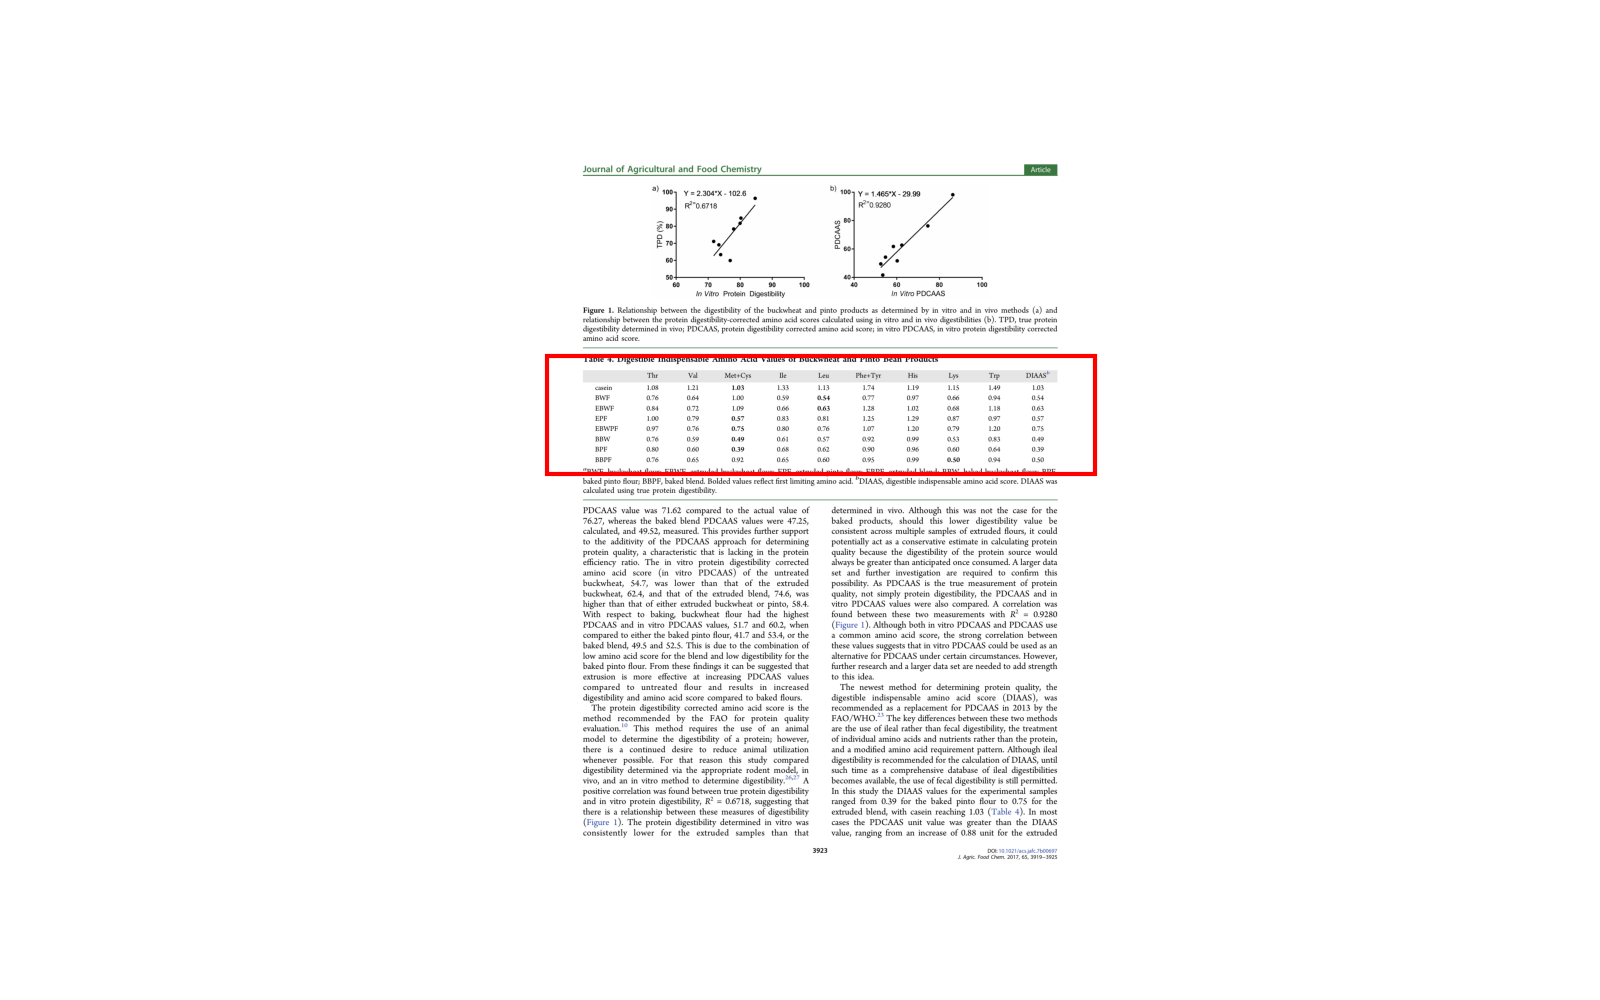 Journal of Agricultural and Food Chemistry
Article
a)
Y = 2.304*X - 102.6
R²=0.6718
100
90
80
70
60
50
TPD (%)
60 70 80 90 100
In Vitro Protein Digestibility
b)
Y = 1.465*X - 29.99
R²=0.9280
100
80
60
40
PDCAAS
40 60 80 100
In Vitro PDCAAS
Figure 1. Relationship between the digestibility of the buckwheat and pinto products as determined by in vitro and in vivo methods (a) and
relationship between the protein digestibility-corrected amino acid scores calculated using in vitro and in vivo digestibilities (b). TPD, true protein
digestibility determined in vivo; PDCAAS, protein digestibility corrected amino acid score; in vitro PDCAAS, in vitro protein digestibility corrected
amino acid score.
Table 4. Digestible Indispensable Amino Acid Values of Buckwheat and Pinto Bean Products
Thr Val Met+Cys Ile Leu Phe+Tyr His Lys Trp DIAASᵇ
casein 1.08 1.21 1.03 1.33 1.13 1.74 1.19 1.15 1.49 1.03
BWF 0.76 0.64 1.00 0.59 0.54 0.77 0.97 0.66 0.94 0.54
EBWF 0.84 0.72 1.09 0.66 0.63 1.28 1.02 0.68 1.18 0.63
EPF 1.00 0.79 0.57 0.83 0.81 1.25 1.29 0.87 0.97 0.57
EBWPF 0.97 0.76 0.75 0.80 0.76 1.07 1.20 0.79 1.20 0.75
BBW 0.76 0.59 0.49 0.61 0.57 0.92 0.99 0.53 0.83 0.49
BPF 0.80 0.60 0.39 0.68 0.62 0.90 0.96 0.60 0.64 0.39
BBPF 0.76 0.65 0.92 0.65 0.60 0.95 0.99 0.50 0.94 0.50
ᵃBWF, buckwheat flour; EBWF, extruded buckwheat flour; EPF, extruded pinto flour; EBPF, extruded blend; BBW, baked buckwheat flour; BPF,
baked pinto flour; BBPF, baked blend. Bolded values reflect first limiting amino acid. ᵇDIAAS, digestible indispensable amino acid score. DIAAS was
calculated using true protein digestibility.
PDCAAS value was 71.62 compared to the actual value of
76.27, whereas the baked blend PDCAAS values were 47.25,
calculated, and 49.52, measured. This provides further support
to the additivity of the PDCAAS approach for determining
protein quality, a characteristic that is lacking in the protein
efficiency ratio. The in vitro protein digestibility corrected
amino acid score (in vitro PDCAAS) of the untreated
buckwheat, 54.7, was lower than that of the extruded
buckwheat, 62.4, and that of the extruded blend, 74.6, was
higher than that of either extruded buckwheat or pinto, 58.4.
With respect to baking, buckwheat flour had the highest
PDCAAS and in vitro PDCAAS values, 51.7 and 60.2, when
compared to either the baked pinto flour, 41.7 and 53.4, or the
baked blend, 49.5 and 52.5. This is due to the combination of
low amino acid score for the blend and low digestibility for the
baked pinto flour. From these findings it can be suggested that
extrusion is more effective at increasing PDCAAS values
compared to untreated flour and results in increased
digestibility and amino acid score compared to baked flours.
The protein digestibility corrected amino acid score is the
method recommended by the FAO for protein quality
evaluation.¹⁰ This method requires the use of an animal
model to determine the digestibility of a protein; however,
there is a continued desire to reduce animal utilization
whenever possible. For that reason this study compared
digestibility determined via the appropriate rodent model, in
vivo, and an in vitro method to determine digestibility.²⁶,²⁷ A
positive correlation was found between true protein digestibility
and in vitro protein digestibility, R² = 0.6718, suggesting that
there is a relationship between these measures of digestibility
(Figure 1). The protein digestibility determined in vitro was
consistently lower for the extruded samples than that
determined in vivo. Although this was not the case for the
baked products, should this lower digestibility value be
consistent across multiple samples of extruded flours, it could
potentially act as a conservative estimate in calculating protein
quality because the digestibility of the protein source would
always be greater than anticipated once consumed. A larger data
set and further investigation are required to confirm this
possibility. As PDCAAS is the true measurement of protein
quality, not simply protein digestibility, the PDCAAS and in
vitro PDCAAS values were also compared. A correlation was
found between these two measurements with R² = 0.9280
(Figure 1). Although both in vitro PDCAAS and PDCAAS use
a common amino acid score, the strong correlation between
these values suggests that in vitro PDCAAS could be used as an
alternative for PDCAAS under certain circumstances. However,
further research and a larger data set are needed to add strength
to this idea.
The newest method for determining protein quality, the
digestible indispensable amino acid score (DIAAS), was
recommended as a replacement for PDCAAS in 2013 by the
FAO/WHO.²³ The key differences between these two methods
are the use of ileal rather than fecal digestibility, the treatment
of individual amino acids and nutrients rather than the protein,
and a modified amino acid requirement pattern. Although ileal
digestibility is recommended for the calculation of DIAAS, until
such time as a comprehensive database of ileal digestibilities
becomes available, the use of fecal digestibility is still permitted.
In this study the DIAAS values for the experimental samples
ranged from 0.39 for the baked pinto flour to 0.75 for the
extruded blend, with casein reaching 1.03 (Table 4). In most
cases the PDCAAS unit value was greater than the DIAAS
value, ranging from an increase of 0.88 unit for the extruded
3923
DOI: 10.1021/acs.jafc.7b00697
J. Agric. Food Chem. 2017, 65, 3919−3925